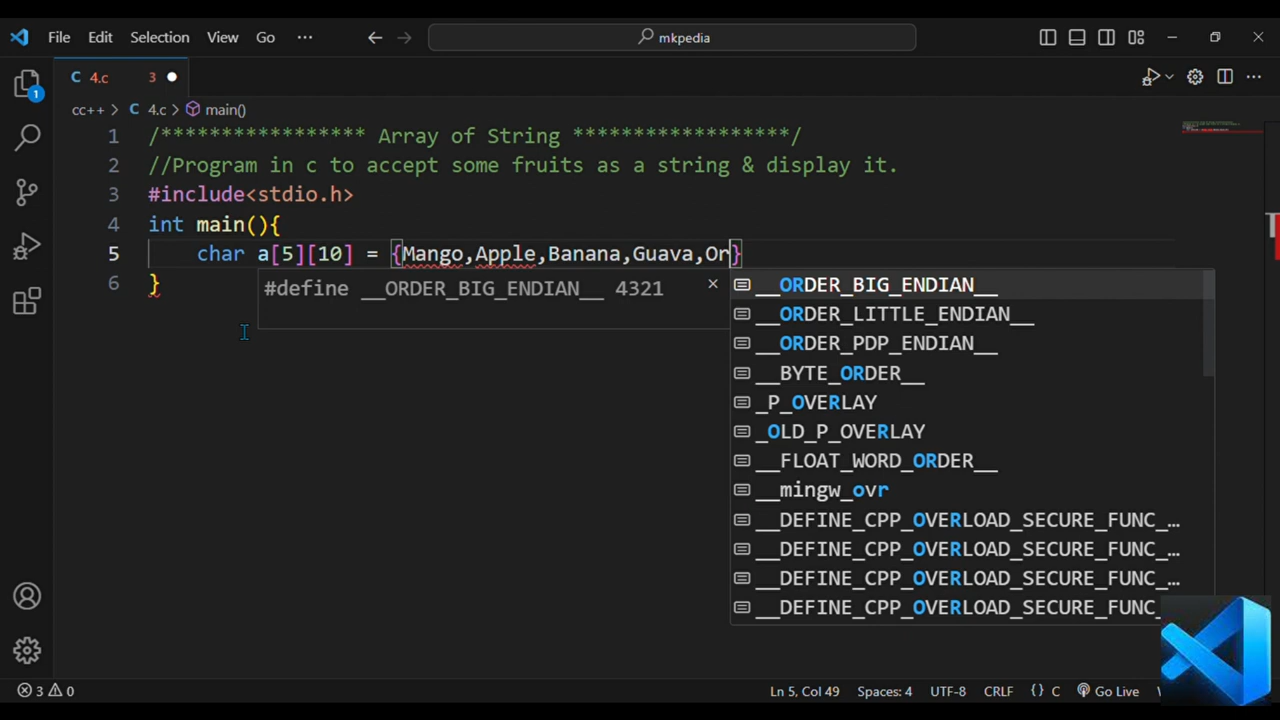 File Edit Selection View Go ··· mkpedia
C 4.c 3
cc++ > C 4.c > main()
1 /***************** Array of String ******************/
2 //Program in c to accept some fruits as a string & display it.
3 #include<stdio.h>
4 int main(){
5 char a[5][10] = {Mango,Apple,Banana,Guava,Or}
6 }
#define __ORDER_BIG_ENDIAN__ 4321
__ORDER_BIG_ENDIAN__
__ORDER_LITTLE_ENDIAN__
__ORDER_PDP_ENDIAN__
__BYTE_ORDER__
_P_OVERLAY
_OLD_P_OVERLAY
__FLOAT_WORD_ORDER__
__mingw_ovr
__DEFINE_CPP_OVERLOAD_SECURE_FUNC_…
__DEFINE_CPP_OVERLOAD_SECURE_FUNC_…
__DEFINE_CPP_OVERLOAD_SECURE_FUNC_…
__DEFINE_CPP_OVERLOAD_SECURE_FUNC_
1
3 0 Ln 5, Col 49 Spaces: 4 UTF-8 CRLF {} C Go Live